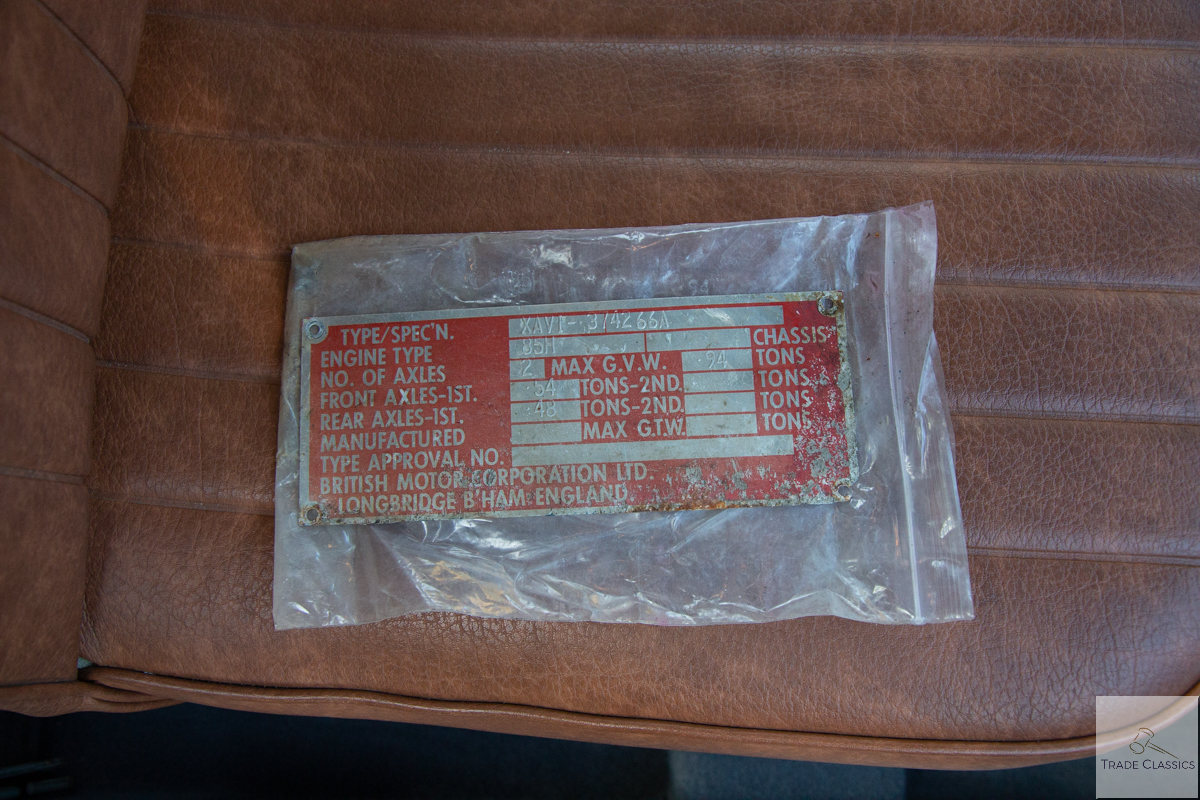 TYPE/SPEC'N. XAVI-374266A
ENGINE TYPE 85H CHASSIS
NO. OF AXLES 2 MAX G.V.W. .94 TONS
FRONT AXLES-1ST. .54 TONS-2ND. TONS
REAR AXLES-1ST. .48 TONS-2ND. TONS
MANUFACTURED MAX G.T.W. TONS
TYPE APPROVAL NO.
BRITISH MOTOR CORPORATION LTD.
LONGBRIDGE B'HAM ENGLAND.
TRADE CLASSICS